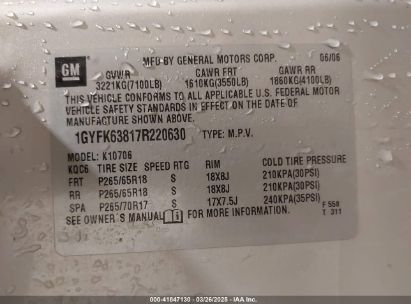 GM
MFD BY GENERAL MOTORS CORP. 06/06
GVWR GAWR FRT GAWR RR
3221KG(7100LB) 1610KG(3550LB) 1860KG(4100LB)
THIS VEHICLE CONFORMS TO ALL APPLICABLE U.S. FEDERAL MOTOR
VEHICLE SAFETY STANDARDS IN EFFECT ON THE DATE OF
MANUFACTURE SHOWN ABOVE.
1GYFK63817R220630 TYPE: M.P.V.
MODEL: K10706
KQC6 TIRE SIZE SPEED RTG RIM COLD TIRE PRESSURE
FRT P265/65R18 S 18X8J 210KPA(30PSI)
RR P265/65R18 S 18X8J 210KPA(30PSI)
SPA P265/70R17 S 17X7.5J 240KPA(35PSI)
SEE OWNER'S MANUAL F 550
T 311
000-41847130 - 03/26/2025 - Copyright © IAA